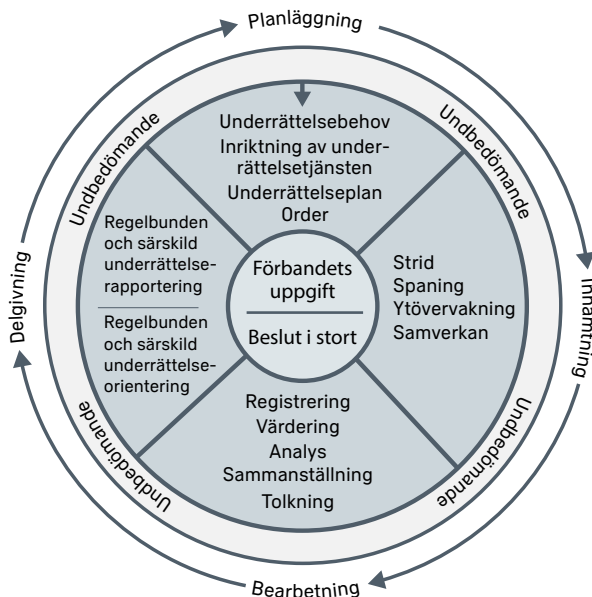 Planläggning
Undbedömande
Undbedömande
Underrättelsebehov
Inriktning av under-
rättelsetjänsten
Underrättelseplan
Order
Delgivning
Regelbunden
och särskild
underrättelse-
rapportering
Regelbunden
och särskild
underrättelse-
orientering
Förbandets
uppgift
Beslut i stort
Strid
Spaning
Ytövervakning
Samverkan
Inhämtning
Registrering
Värdering
Analys
Sammanställning
Tolkning
Undbedömande
Undbedömande
Bearbetning